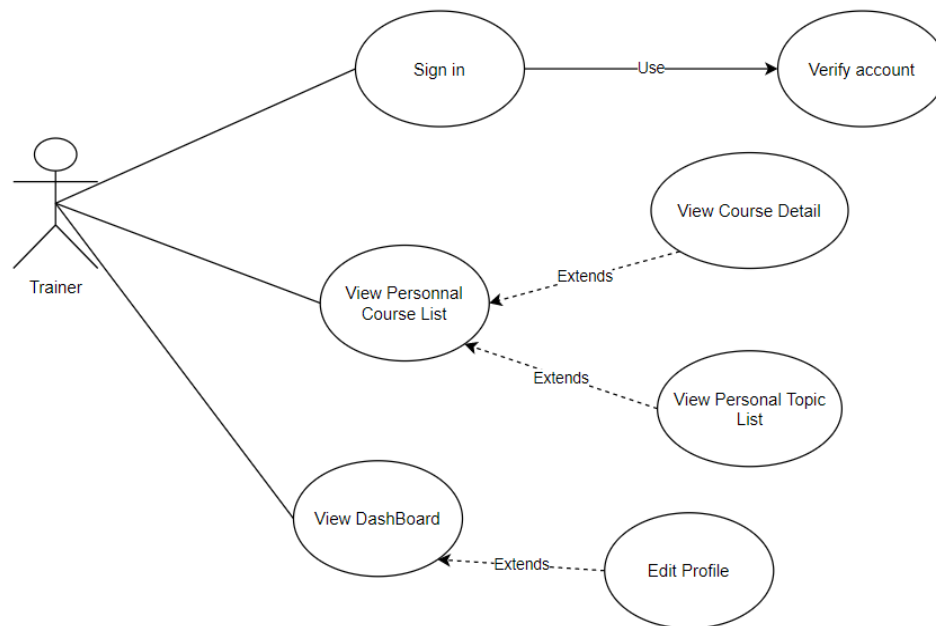 Sign in
Use
Verify account
View Course Detail
Trainer
Extends
View Personnal
Course List
Extends
View Personal Topic
List
View DashBoard
Extends
Edit Profile